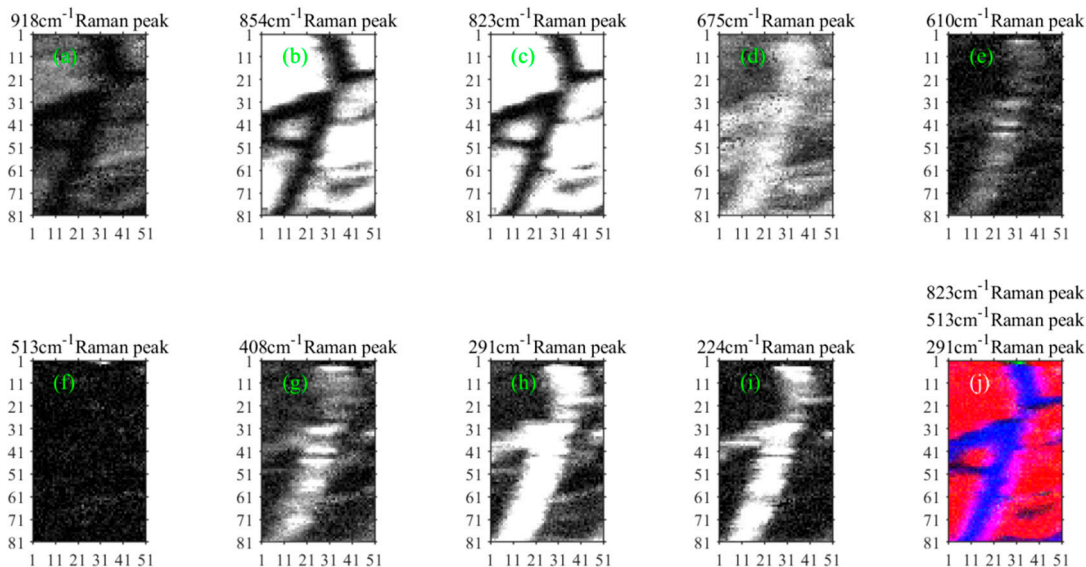 918cm-1Raman peak
854cm-1Raman peak
823cm-1Raman peak
675cm-1Raman peak
610cm-1Raman peak
(a)
(b)
(c)
(d)
(e)
1 11 21 31 41 51 61 71 81
1 11 21 31 41 51 61 71 81
1 11 21 31 41 51 61 71 81
1 11 21 31 41 51 61 71 81
1 11 21 31 41 51 61 71 81
1 11 21 31 41 51
1 11 21 31 41 51
1 11 21 31 41 51
1 11 21 31 41 51
1 11 21 31 41 51
513cm-1Raman peak
408cm-1Raman peak
291cm-1Raman peak
224cm-1Raman peak
823cm-1Raman peak
513cm-1Raman peak
291cm-1Raman peak
(f)
(g)
(h)
(i)
(j)
1 11 21 31 41 51 61 71 81
1 11 21 31 41 51 61 71 81
1 11 21 31 41 51 61 71 81
1 11 21 31 41 51 61 71 81
1 11 21 31 41 51 61 71 81
1 11 21 31 41 51
1 11 21 31 41 51
1 11 21 31 41 51
1 11 21 31 41 51
1 11 21 31 41 51